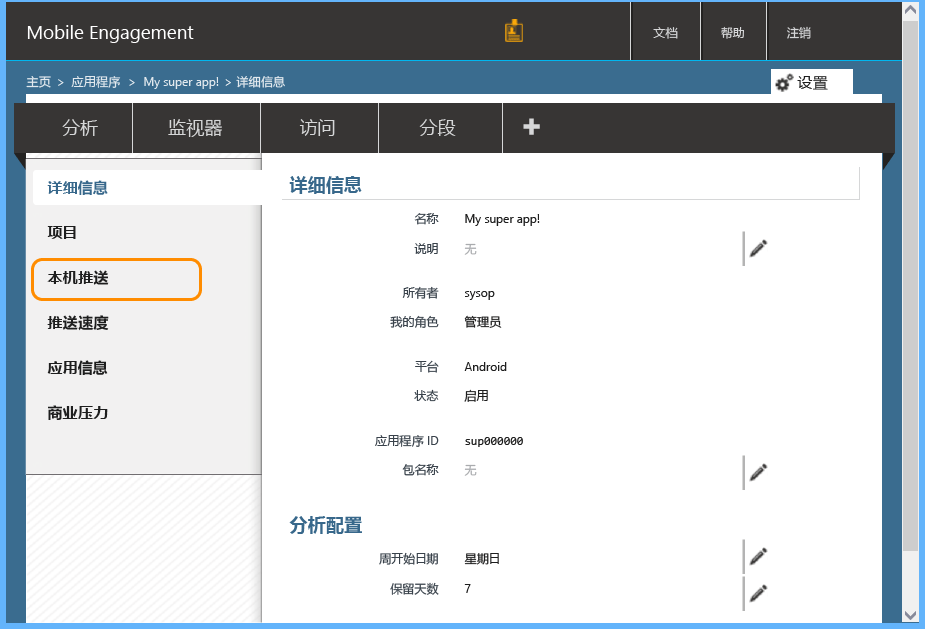 Mobile Engagement
文档
帮助
注销
主页 > 应用程序 > My super app! > 详细信息
设置
分析
监视器
访问
分段
详细信息
项目
本机推送
推送速度
应用信息
商业压力
详细信息
名称 My super app!
说明 无
所有者 sysop
我的角色 管理员
平台 Android
状态 启用
应用程序 ID sup000000
包名称 无
分析配置
周开始日期 星期日
保留天数 7